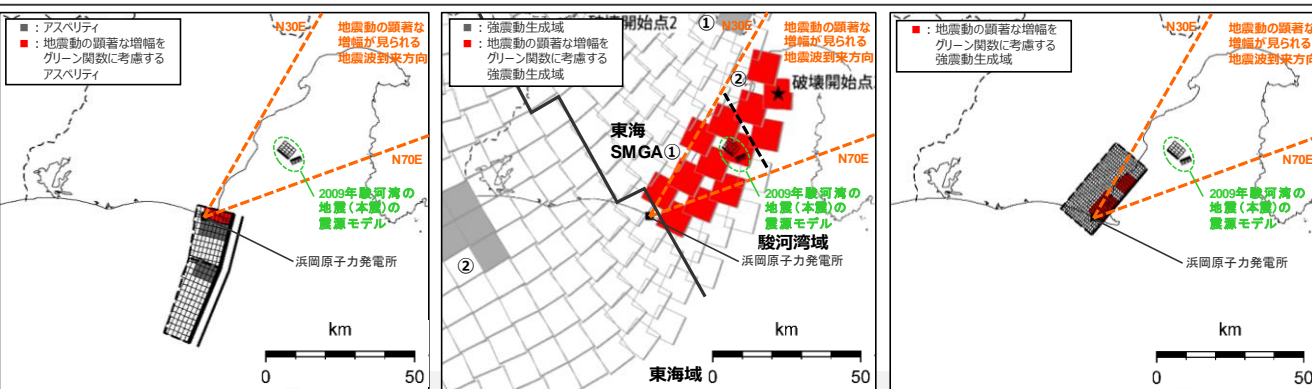 ■ : アスペリティ
■ : 地震動の顕著な増幅を
グリーン関数に考慮する
アスペリティ
N30E
地震動の顕著な
増幅が見られる
地震波到来方向
N70E
2009年駿河湾の
地震(本震)の
震源モデル
浜岡原子力発電所
km
0
50
■ : 強震動生成域
■ : 地震動の顕著な増幅を
グリーン関数に考慮する
強震動生成域
破壊開始点2
①
N30E
地震動の顕著な
増幅が見られる
地震波到来方向
②
破壊開始点
東海
SMGA①
N70E
2009年駿河湾の
地震(本震)の
震源モデル
駿河湾域
浜岡原子力発電所
②
km
東海域
0
50
■ : 地震動の顕著な増幅を
グリーン関数に考慮する
強震動生成域
N30E
地震動の顕著な
増幅が見られる
地震波到来方向
N70E
2009年駿河湾の
地震(本震)の
震源モデル
浜岡原子力発電所
km
0
50